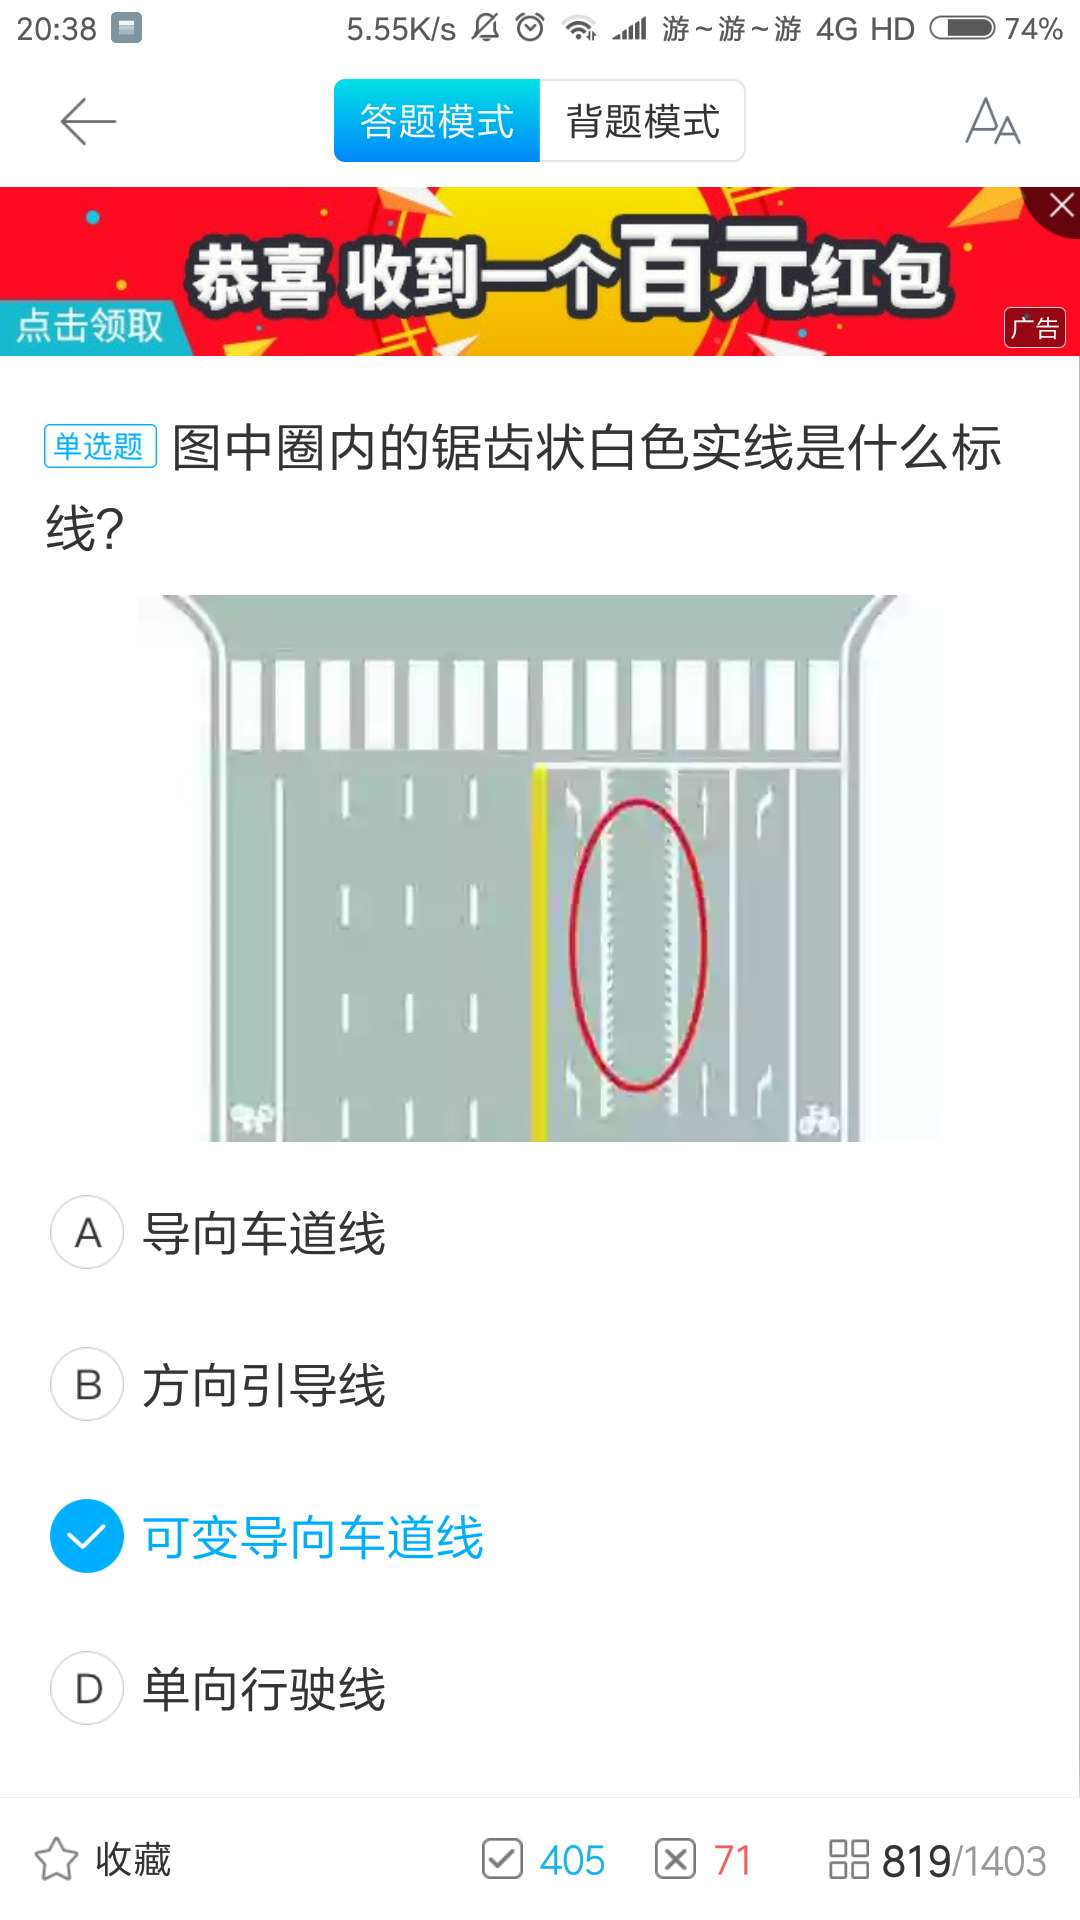 20:38 5.55K/s 游~游~游 4G HD 74%
答题模式 背题模式
恭喜 收到一个百元红包
点击领取
广告
单选题 图中圈内的锯齿状白色实线是什么标
线?
A 导向车道线
B 方向引导线
可变导向车道线
D 单向行驶线
收藏 405 71 819/1403